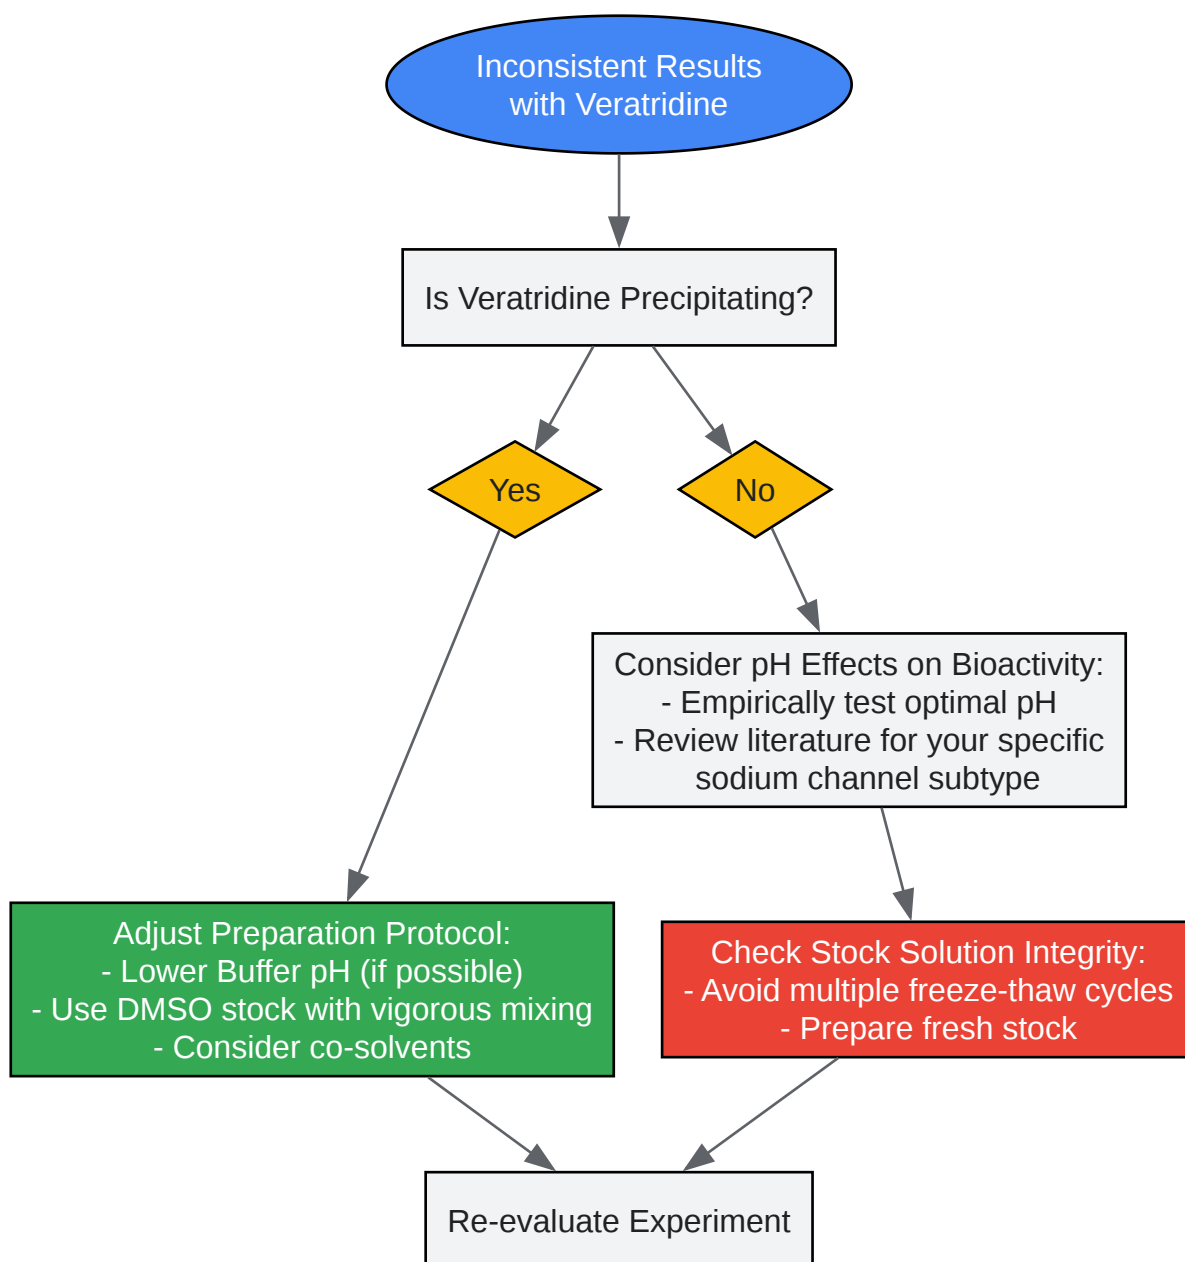 Inconsistent Results
with Veratridine
Is Veratridine Precipitating?
Yes
No
Consider pH Effects on Bioactivity:
- Empirically test optimal pH
- Review literature for your specific
sodium channel subtype
Adjust Preparation Protocol:
- Lower Buffer pH (if possible)
- Use DMSO stock with vigorous mixing
- Consider co-solvents
Check Stock Solution Integrity:
- Avoid multiple freeze-thaw cycles
- Prepare fresh stock
Re-evaluate Experiment